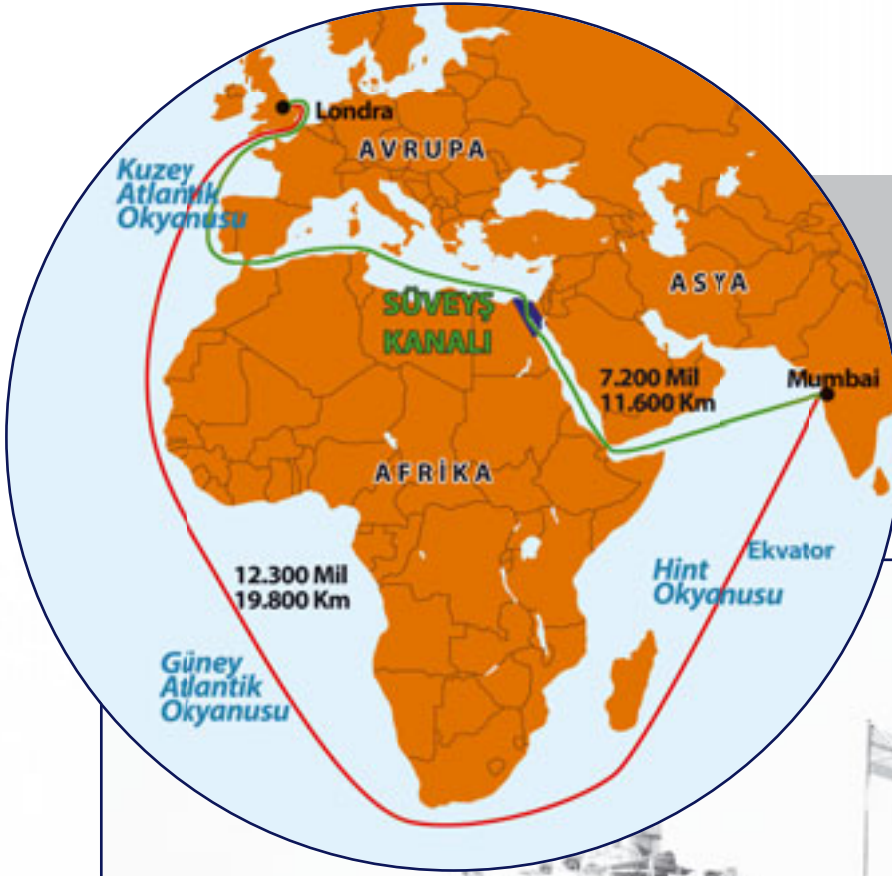 Londra
AVRUPA
Kuzey
Atlantik
Okyanusu
ASYA
SÜVEYŞ
KANALI
7.200 Mil
11.600 Km
Mumbai
AFRİKA
12.300 Mil
19.800 Km
Ekvator
Hint
Okyanusu
Güney
Atlantik
Okyanusu